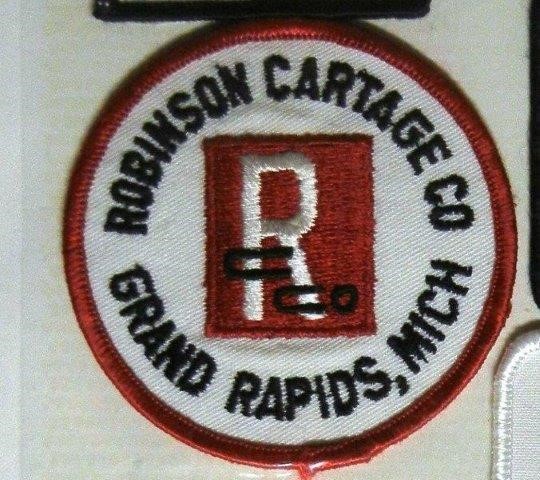 ROBINSON CARTAGE CO
R
C Co
GRAND RAPIDS, MICH